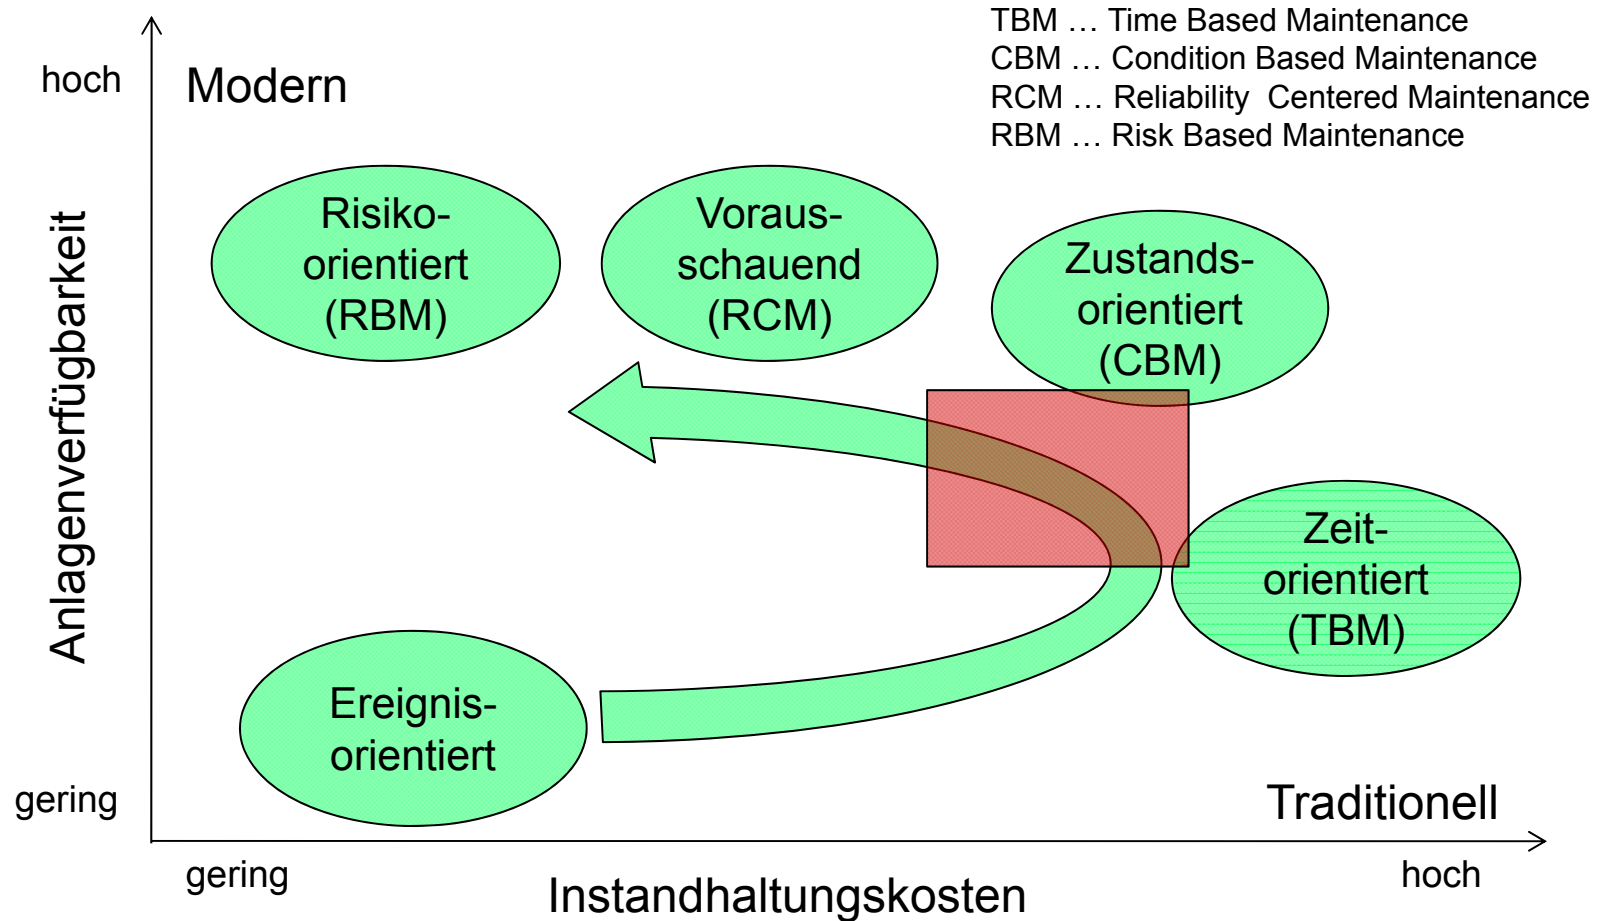 TBM … Time Based Maintenance
CBM … Condition Based Maintenance
RCM … Reliability  Centered Maintenance
RBM … Risk Based Maintenance
hoch
Modern
Anlagenverfügbarkeit
Risiko-
orientiert
(RBM)
Voraus-
schauend
(RCM)
Zustands-
orientiert
(CBM)
Zeit-
orientiert
(TBM)
Ereignis-
orientiert
gering
Traditionell
gering
Instandhaltungskosten
hoch